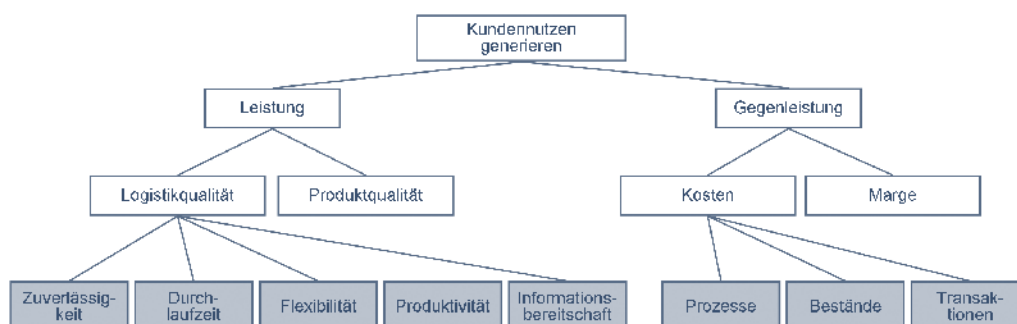 Kundennutzen
generieren
Leistung
Gegenleistung
Logistikqualität
Produktqualität
Kosten
Marge
Zuverlässig-
keit
Durch-
laufzeit
Flexibilität
Produktivität
Informations-
bereitschaft
Prozesse
Bestände
Transak-
tionen